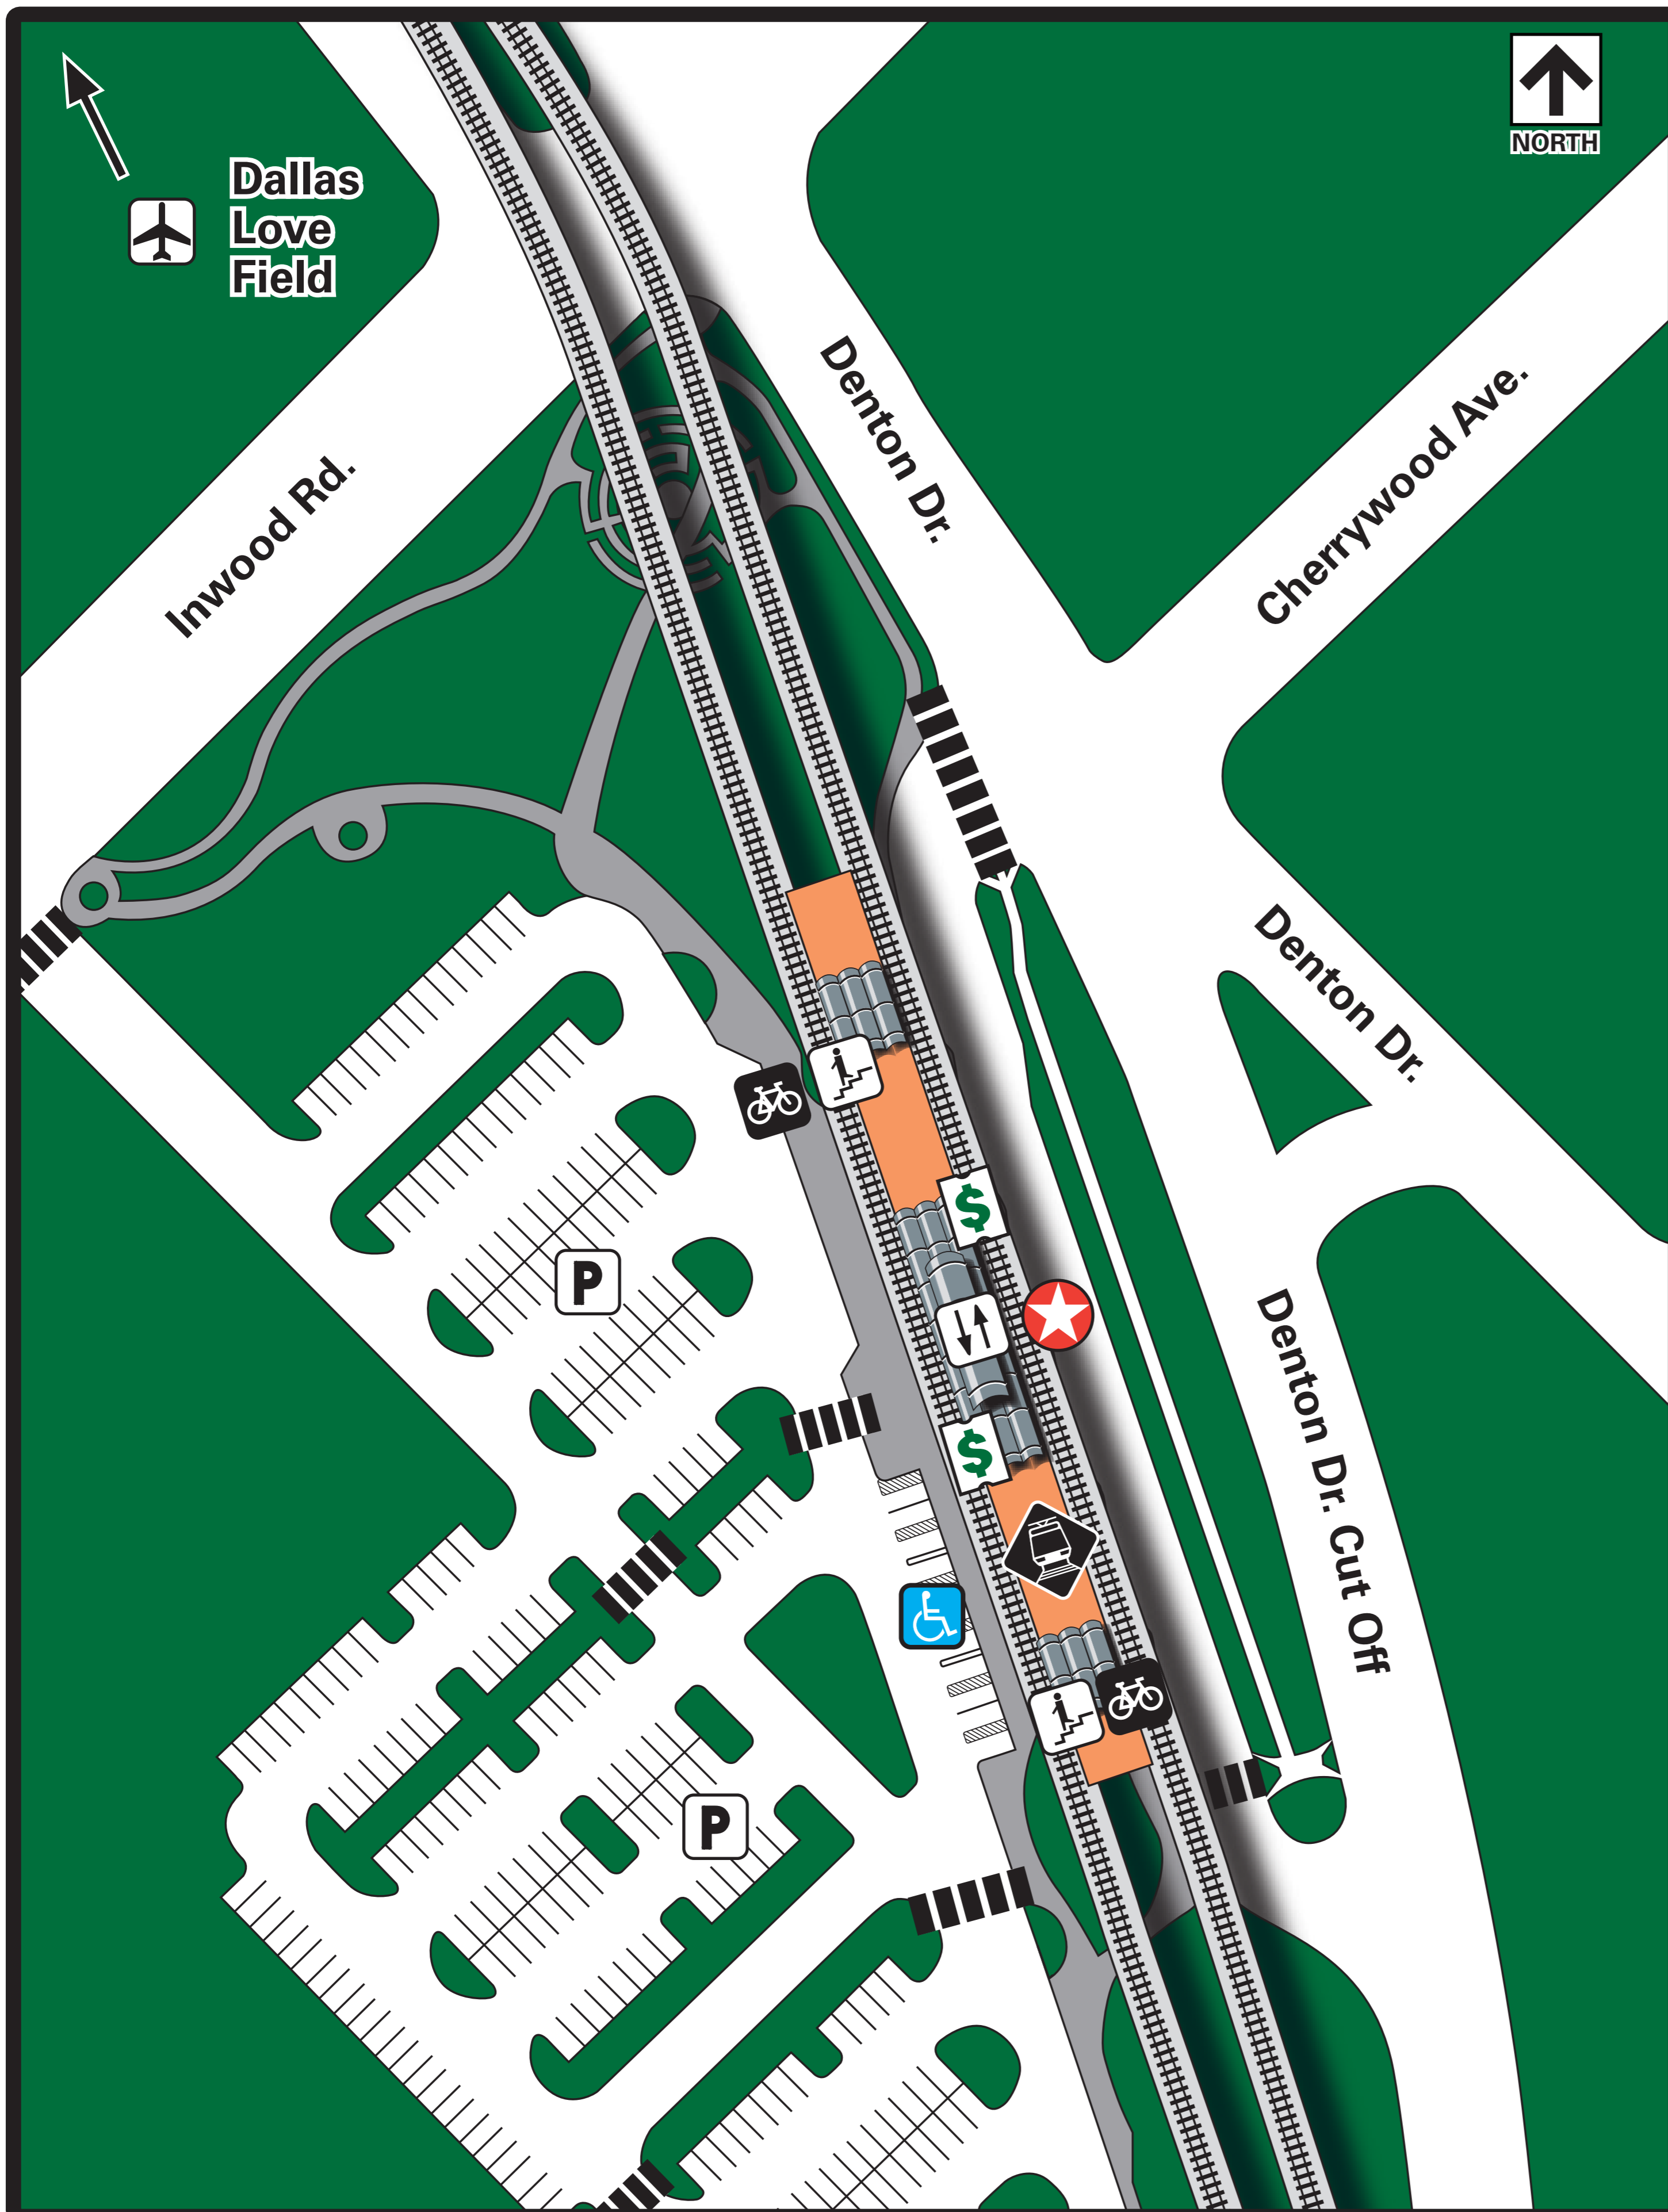 NORTH
Dallas
Love
Field
Denton Dr.
Cherrywood Ave.
Inwood Rd.
Denton Dr.
$
P
Denton Dr. Cut Off
$
P